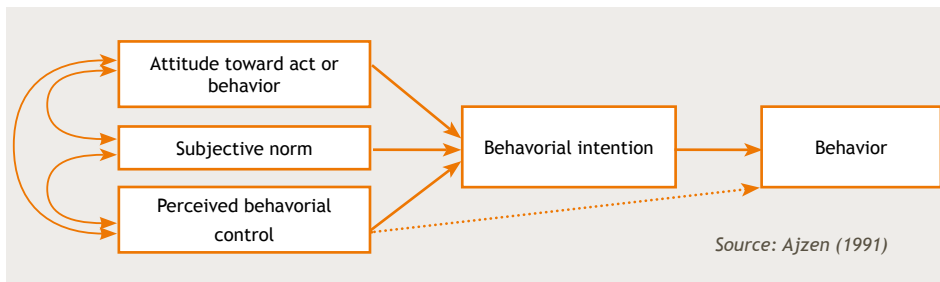 Attitude toward act or
behavior
Subjective norm
Perceived behavorial
control
Behavorial intention
Behavior
Source: Ajzen (1991)